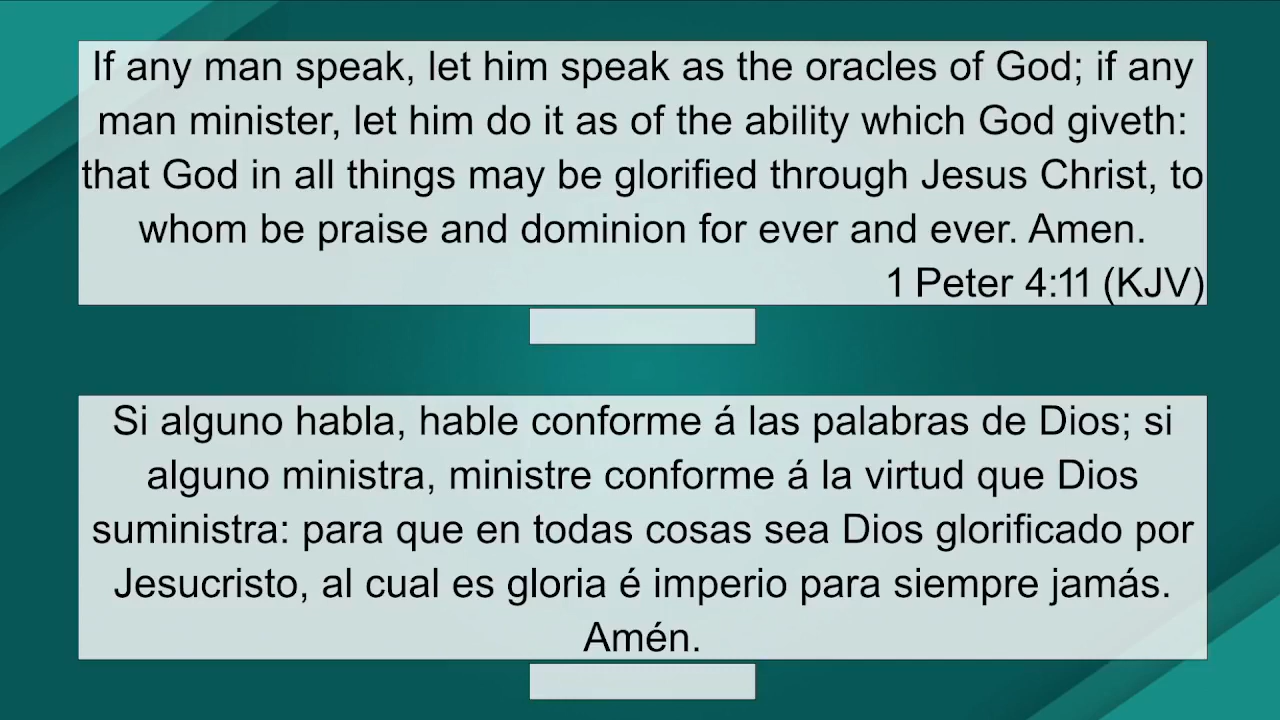 If any man speak, let him speak as the oracles of God; if any
man minister, let him do it as of the ability which God giveth:
that God in all things may be glorified through Jesus Christ, to
whom be praise and dominion for ever and ever. Amen.
1 Peter 4:11 (KJV)
Si alguno habla, hable conforme á las palabras de Dios; si
alguno ministra, ministre conforme á la virtud que Dios
suministra: para que en todas cosas sea Dios glorificado por
Jesucristo, al cual es gloria é imperio para siempre jamás.
Amén.